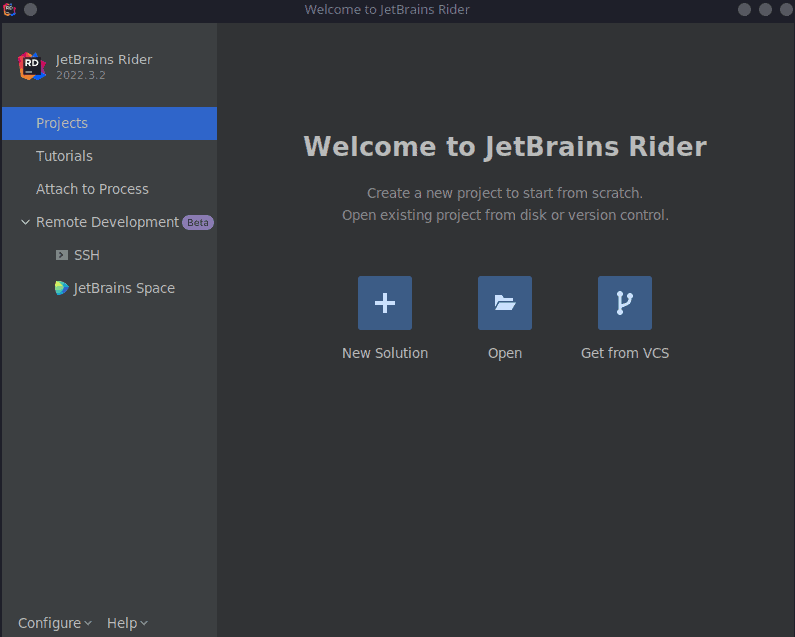 Welcome to JetBrains Rider
RD
JetBrains Rider
2022.3.2
Projects
Tutorials
Attach to Process
Remote Development Beta
SSH
JetBrains Space
Welcome to JetBrains Rider
Create a new project to start from scratch.
Open existing project from disk or version control.
New Solution
Open
Get from VCS
Configure
Help